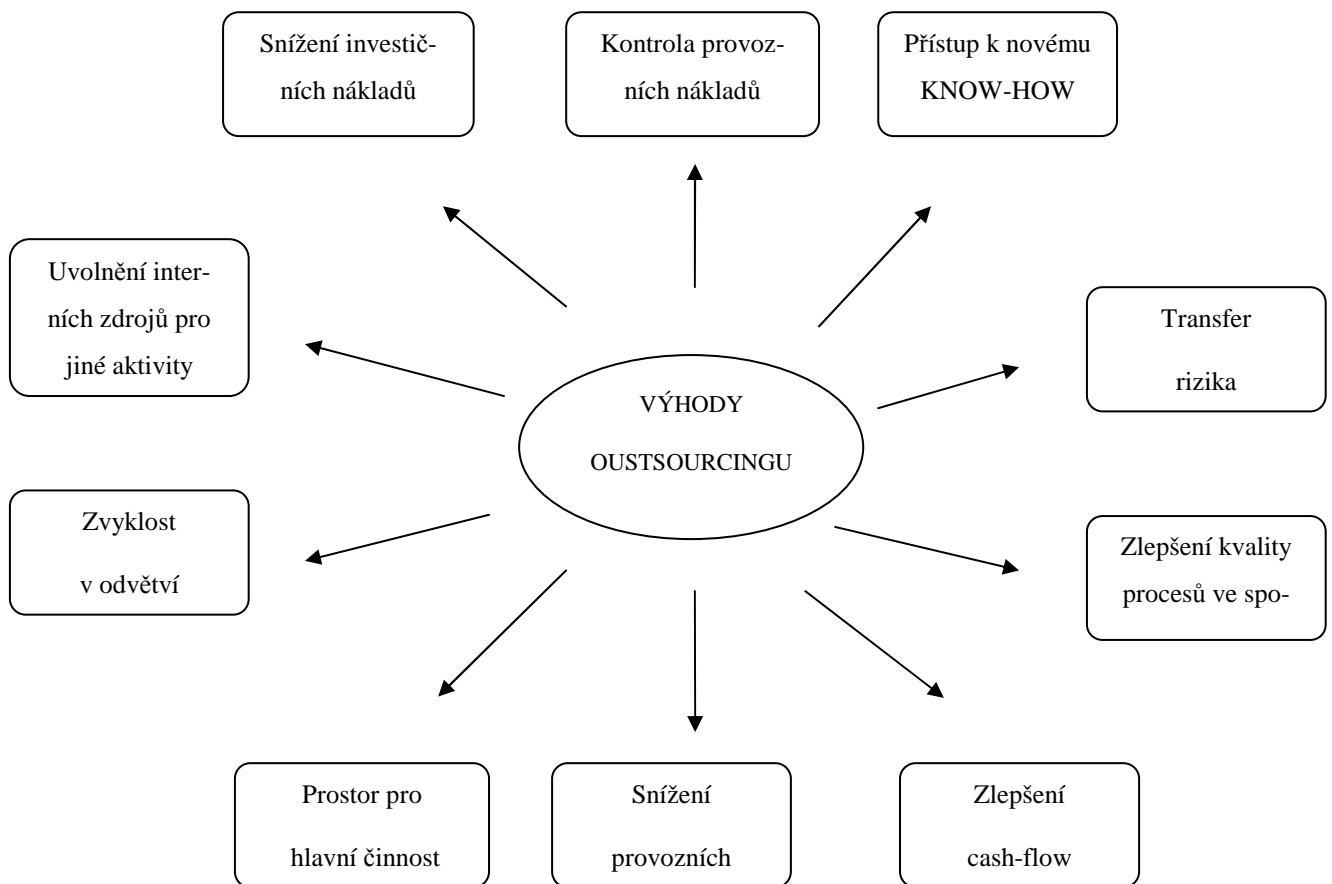 Snížení investič-
ních nákladů
Kontrola provoz-
ních nákladů
Přístup k novému
KNOW-HOW
Uvolnění inter-
ních zdrojů pro
jiné aktivity
Transfer
rizika
VÝHODY
OUSTSOURCINGU
Zvyklost
v odvětví
Zlepšení kvality
procesů ve spo-
Prostor pro
hlavní činnost
Snížení
provozních
Zlepšení
cash-flow